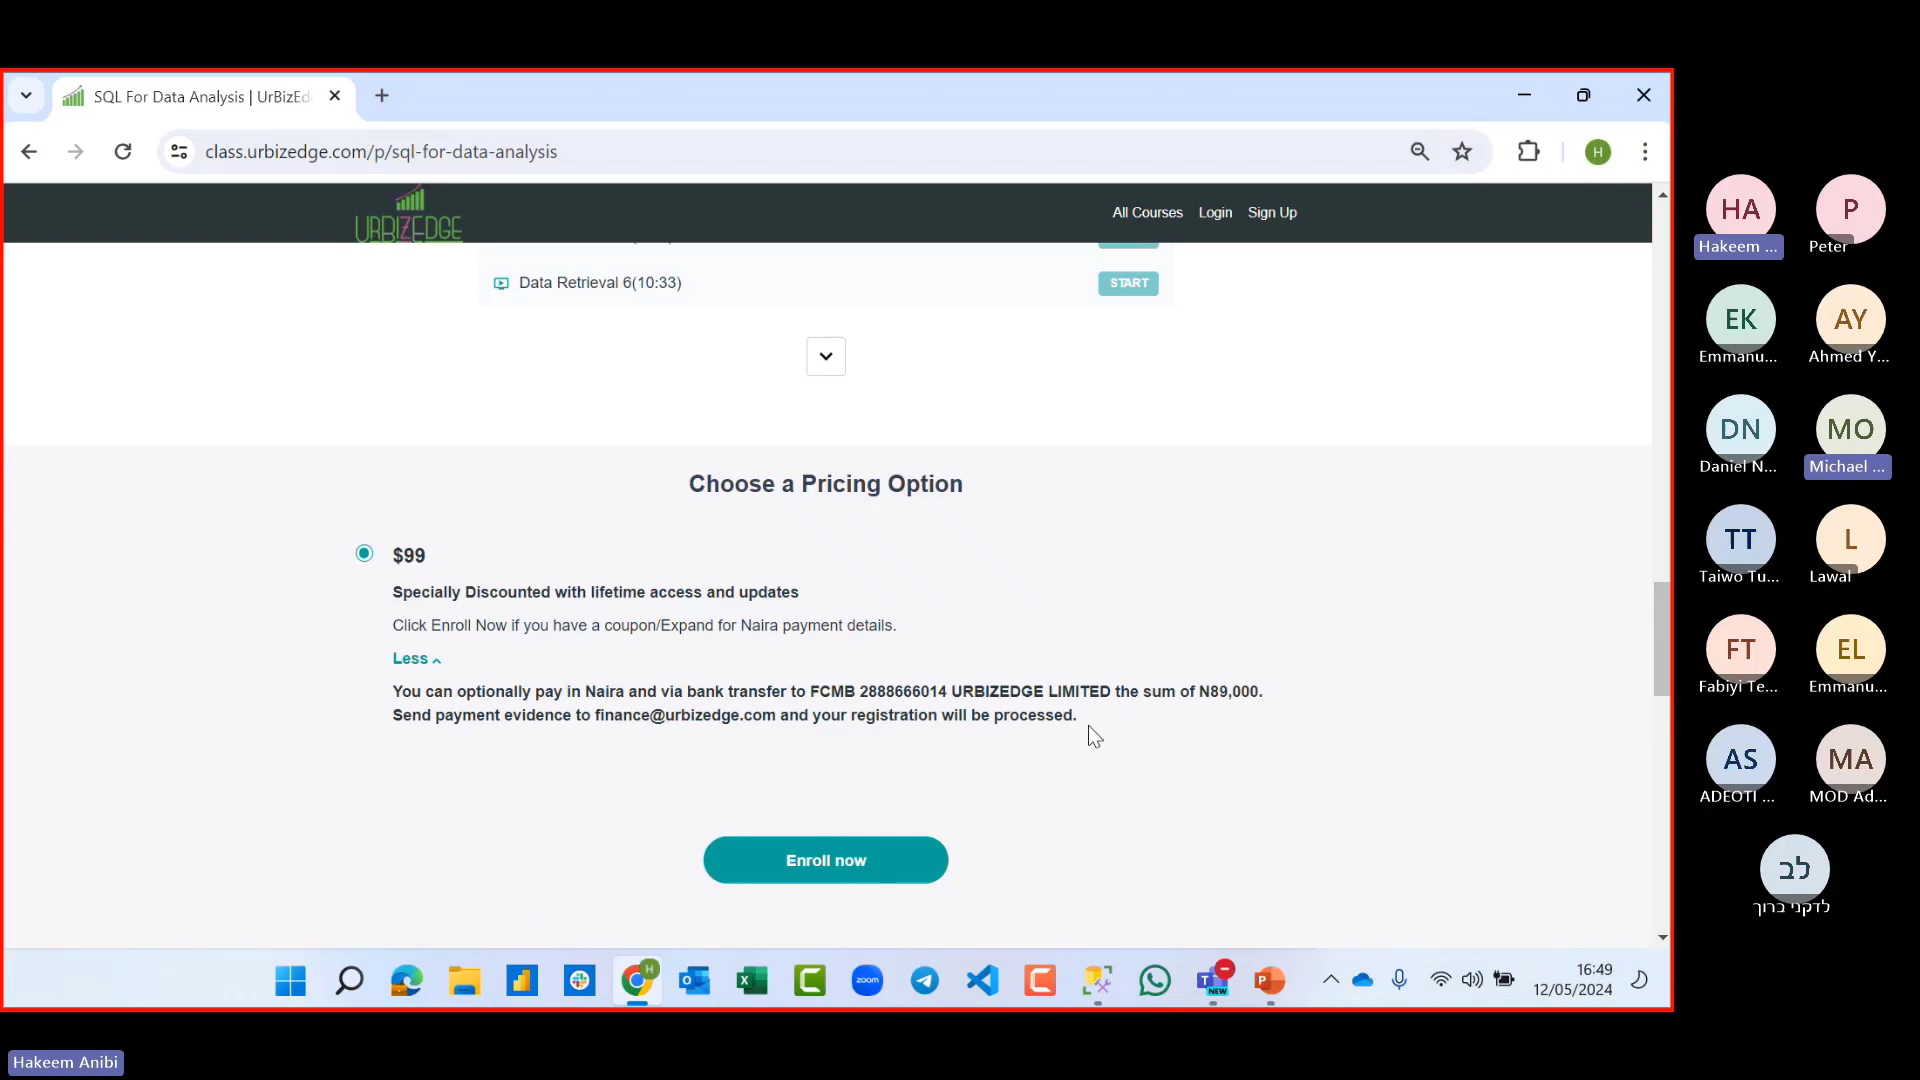 SQL For Data Analysis | UrBizEd
class.urbizedge.com/p/sql-for-data-analysis
H
URBIZEDGE
All Courses
Login
Sign Up
Data Retrieval 6(10:33)
START
Choose a Pricing Option
$99
Specially Discounted with lifetime access and updates
Click Enroll Now if you have a coupon/Expand for Naira payment details.
Less
You can optionally pay in Naira and via bank transfer to FCMB 2888666014 URBIZEDGE LIMITED the sum of N89,000.
Send payment evidence to finance@urbizedge.com and your registration will be processed.
Enroll now
H
zoom
NEW
16:49
12/05/2024
HA
Hakeem ...
P
Peter
EK
Emmanu...
AY
Ahmed Y...
DN
Daniel N...
MO
Michael ...
TT
Taiwo Tu...
L
Lawal
FT
Fabiyi Te...
EL
Emmanu...
AS
ADEOTI ...
MA
MOD Ad...
לב
לדקני ברוך
Hakeem Anibi